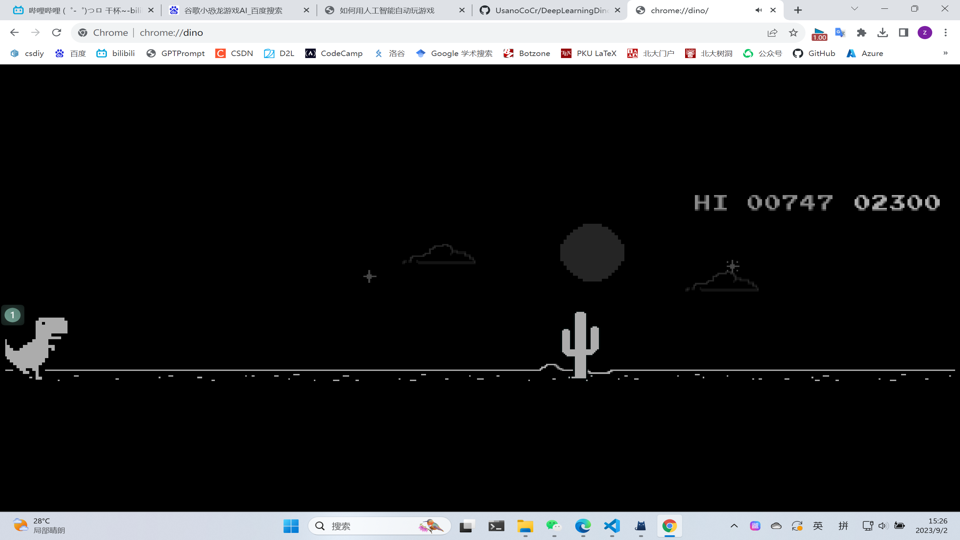 哔哩哔哩 (゜-゜)つロ 干杯~-bili
谷歌小恐龙游戏AI_百度搜索
如何用人工智能自动玩游戏
UsanoCoCr/DeepLearningDin
chrome://dino/
Chrome | chrome://dino
1.00
z
csdiy
百度
bilibili
GPTPrompt
CSDN
D2L
CodeCamp
洛谷
Google 学术搜索
Botzone
PKU LaTeX
北大门户
北大树洞
公众号
GitHub
Azure
»
HI 00747 02300
1
28°C
局部晴朗
搜索
英
拼
15:26
2023/9/2